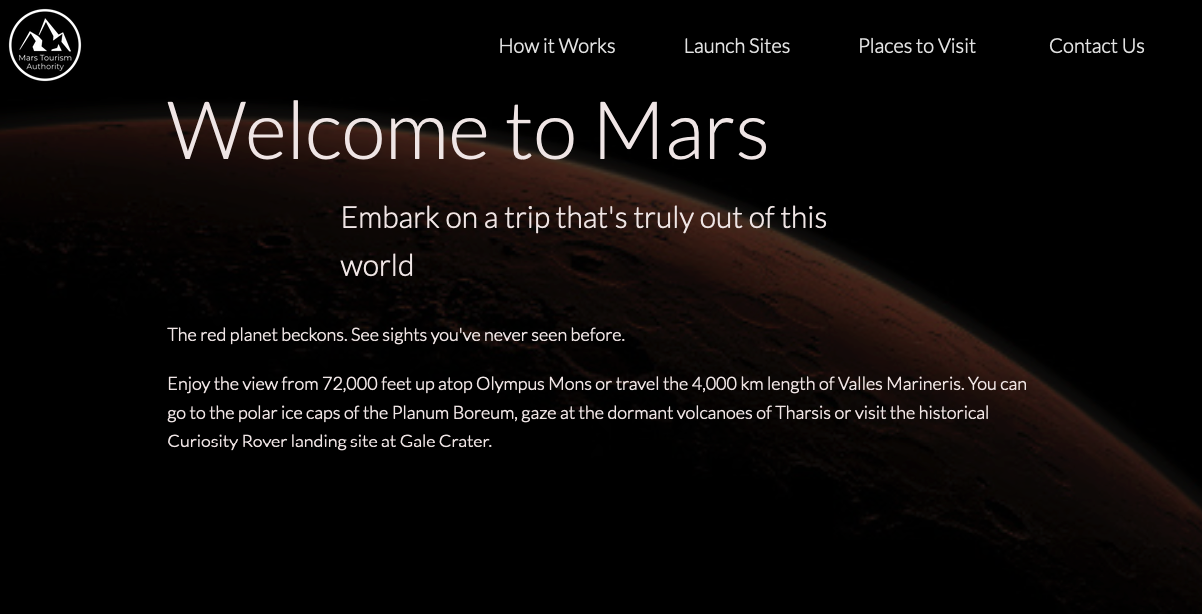 Mars Tourism
Authority
How it Works
Launch Sites
Places to Visit
Contact Us
Welcome to Mars
Embark on a trip that's truly out of this
world
The red planet beckons. See sights you've never seen before.
Enjoy the view from 72,000 feet up atop Olympus Mons or travel the 4,000 km length of Valles Marineris. You can
go to the polar ice caps of the Planum Boreum, gaze at the dormant volcanoes of Tharsis or visit the historical
Curiosity Rover landing site at Gale Crater.